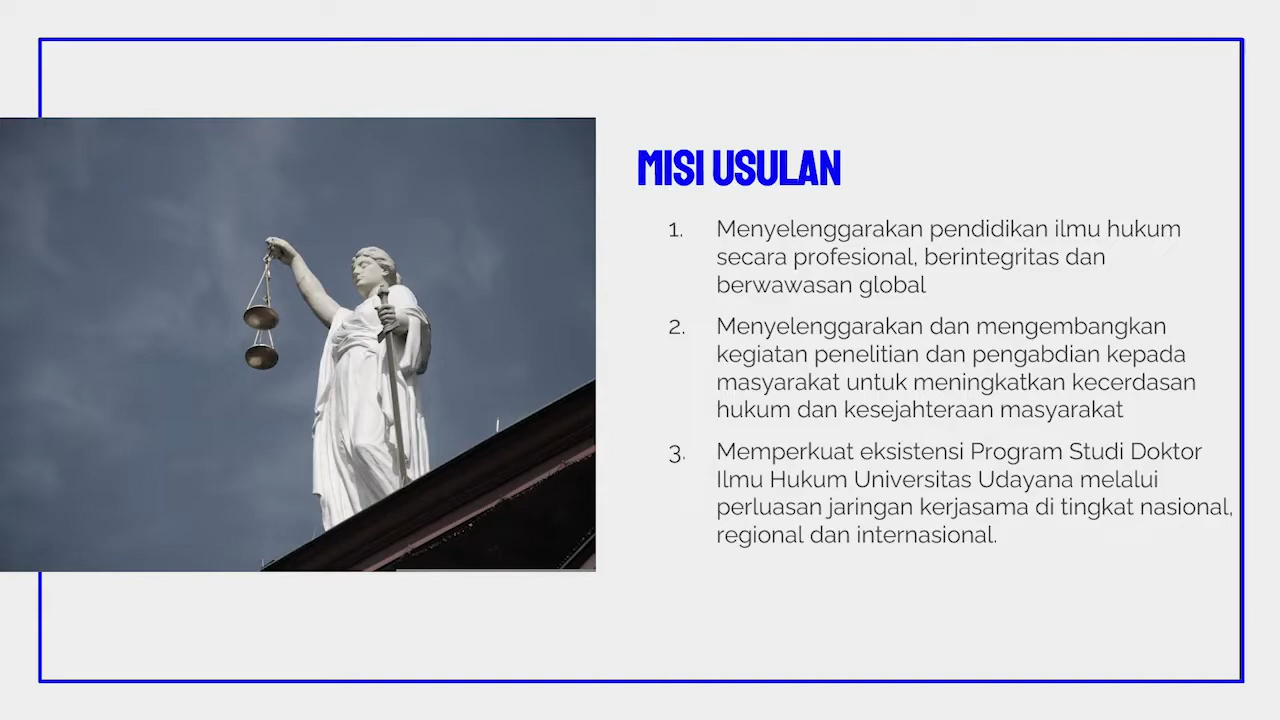 MISI USULAN
1. Menyelenggarakan pendidikan ilmu hukum
secara profesional, berintegritas dan
berwawasan global
2. Menyelenggarakan dan mengembangkan
kegiatan penelitian dan pengabdian kepada
masyarakat untuk meningkatkan kecerdasan
hukum dan kesejahteraan masyarakat
3. Memperkuat eksistensi Program Studi Doktor
Ilmu Hukum Universitas Udayana melalui
perluasan jaringan kerjasama di tingkat nasional,
regional dan internasional.